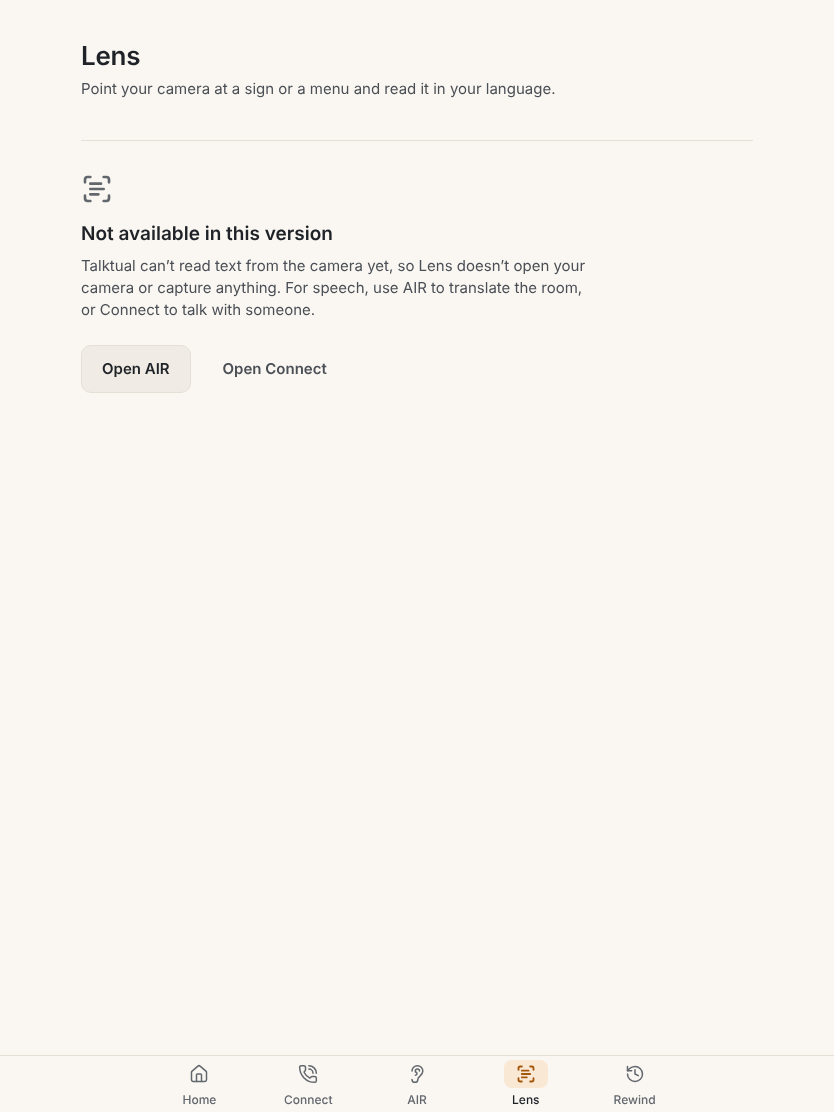 Lens
Point your camera at a sign or a menu and read it in your language.
Not available in this version
Talktual can’t read text from the camera yet, so Lens doesn’t open your
camera or capture anything. For speech, use AIR to translate the room,
or Connect to talk with someone.
Open AIR
Open Connect
Home
Connect
AIR
Lens
Rewind